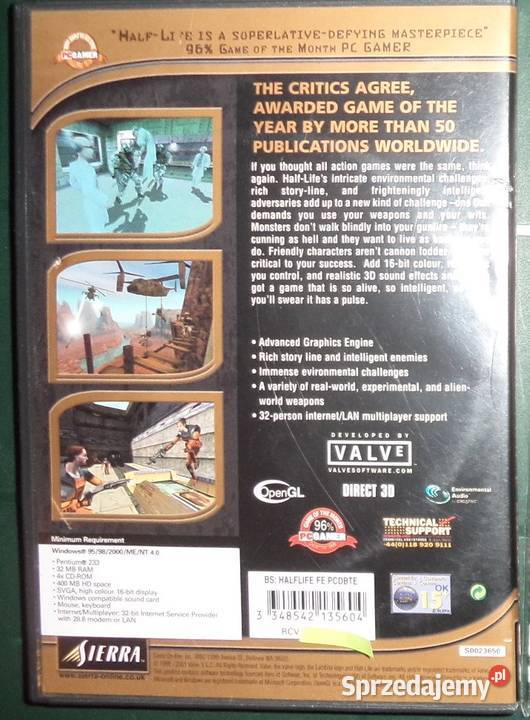 "HALF-LIFE IS A SUPERLATIVE-DEFYING MASTERPIECE"
96% GAME OF THE MONTH PC GAMER
PC GAMER
THE CRITICS AGREE,
AWARDED GAME OF THE
YEAR BY MORE THAN 50
PUBLICATIONS WORLDWIDE.
If you thought all action games were the same, think
again. Half-Life's intricate environmental challenges,
rich story-line, and frighteningly intelligent
adversaries add up to a new kind of challenge -one that
demands you use your weapons and your wits.
Monsters don't walk blindly into your gunfire - they're
cunning as hell and they want to live as
do. Friendly characters aren't cannon fodder
critical to your success. Add 16-bit colour,
you control, and realistic 3D sound effects and
got a game that is so alive, so intelligent,
you'll swear it has a pulse.
• Advanced Graphics Engine
• Rich story line and intelligent enemies
• Immense evironmental challenges
• A variety of real-world, experimental, and alien-
world weapons
• 32-person internet/LAN multiplayer support
DEVELOPED BY
VALVE
VALVESOFTWARE.COM
OpenGL
DIRECT 3D
Environmental
Audio
BY CREATIVE
GAME OF THE MONTH
96%
PC GAMER
TECHNICAL
SUPPORT
-44(0)118 920 9111
Minimum Requirement
Windows® 95/98/2000/ME/NT 4.0
• Pentium® 233
• 32 MB RAM
• 4x CD-ROM
• 400 MB HD space
• SVGA, high colour 16-bit display
• Windows compatible sound card
• Mouse, keyboard
• Internet/Multiplayer: 32-bit Internet Service Provider
with 28.8 modem or LAN
BS: HALFLIFE FE PCDBTE
3 348542 135604
RCV
OK
15
SIERRA
www.sierra-online.co.uk
S0023650
Sprzedajemy.pl